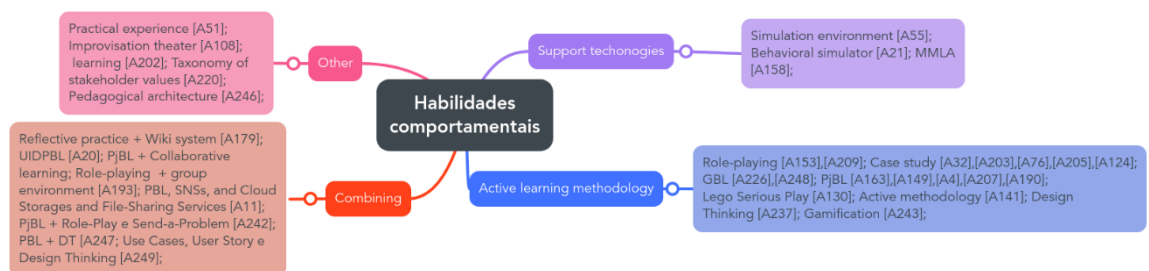 Practical experience [A51];
Improvisation theater [A108];
learning [A202]; Taxonomy of
stakeholder values [A220];
Pedagogical architecture [A246];
Other
Support techonogies
Simulation environment [A55];
Behavioral simulator [A21]; MMLA
[A158];
Habilidades
comportamentais
Reflective practice + Wiki system [A179];
UIDPBL [A20]; PjBL + Collaborative
learning; Role-playing + group
environment [A193]; PBL, SNSs, and Cloud
Storages and File-Sharing Services [A11];
PjBL + Role-Play e Send-a-Problem [A242];
PBL + DT [A247; Use Cases, User Story e
Design Thinking [A249];
Combining
Active learning methodology
Role-playing [A153],[A209]; Case study [A32],[A203],[A76],[A205],[A124];
GBL [A226],[A248]; PjBL [A163],[A149],[A4],[A207],[A190];
Lego Serious Play [A130]; Active methodology [A141]; Design
Thinking [A237]; Gamification [A243];